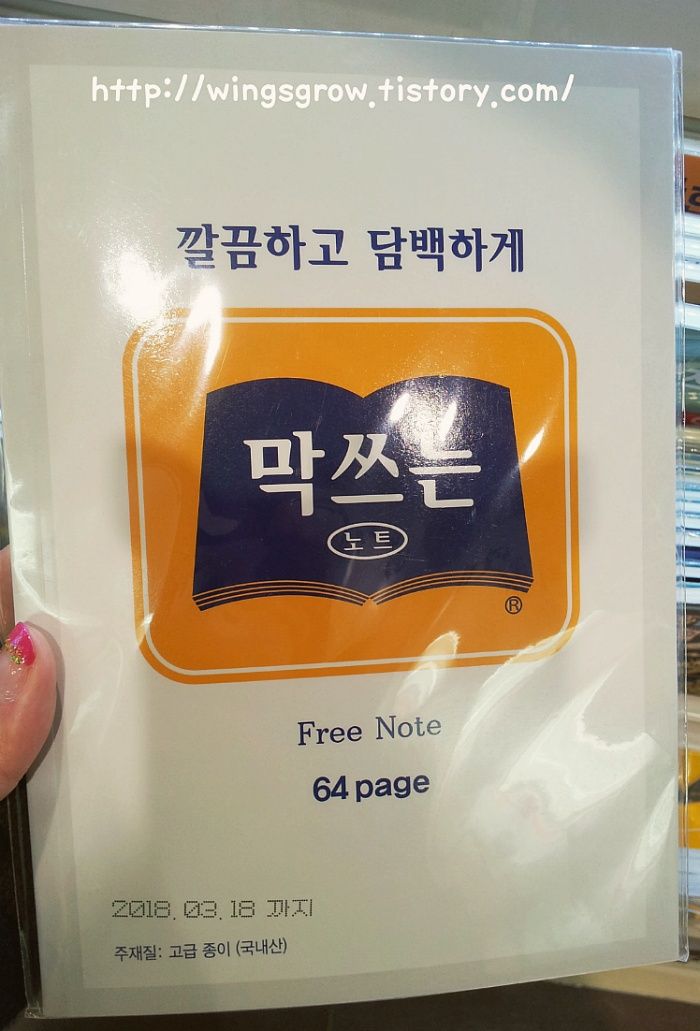 http://wingsgrow.tistory.com/
깔끔하고 담백하게
막쓰는
노트
®
Free Note
64 page
2018. 03. 18 까지
주재질: 고급 종이 (국내산)